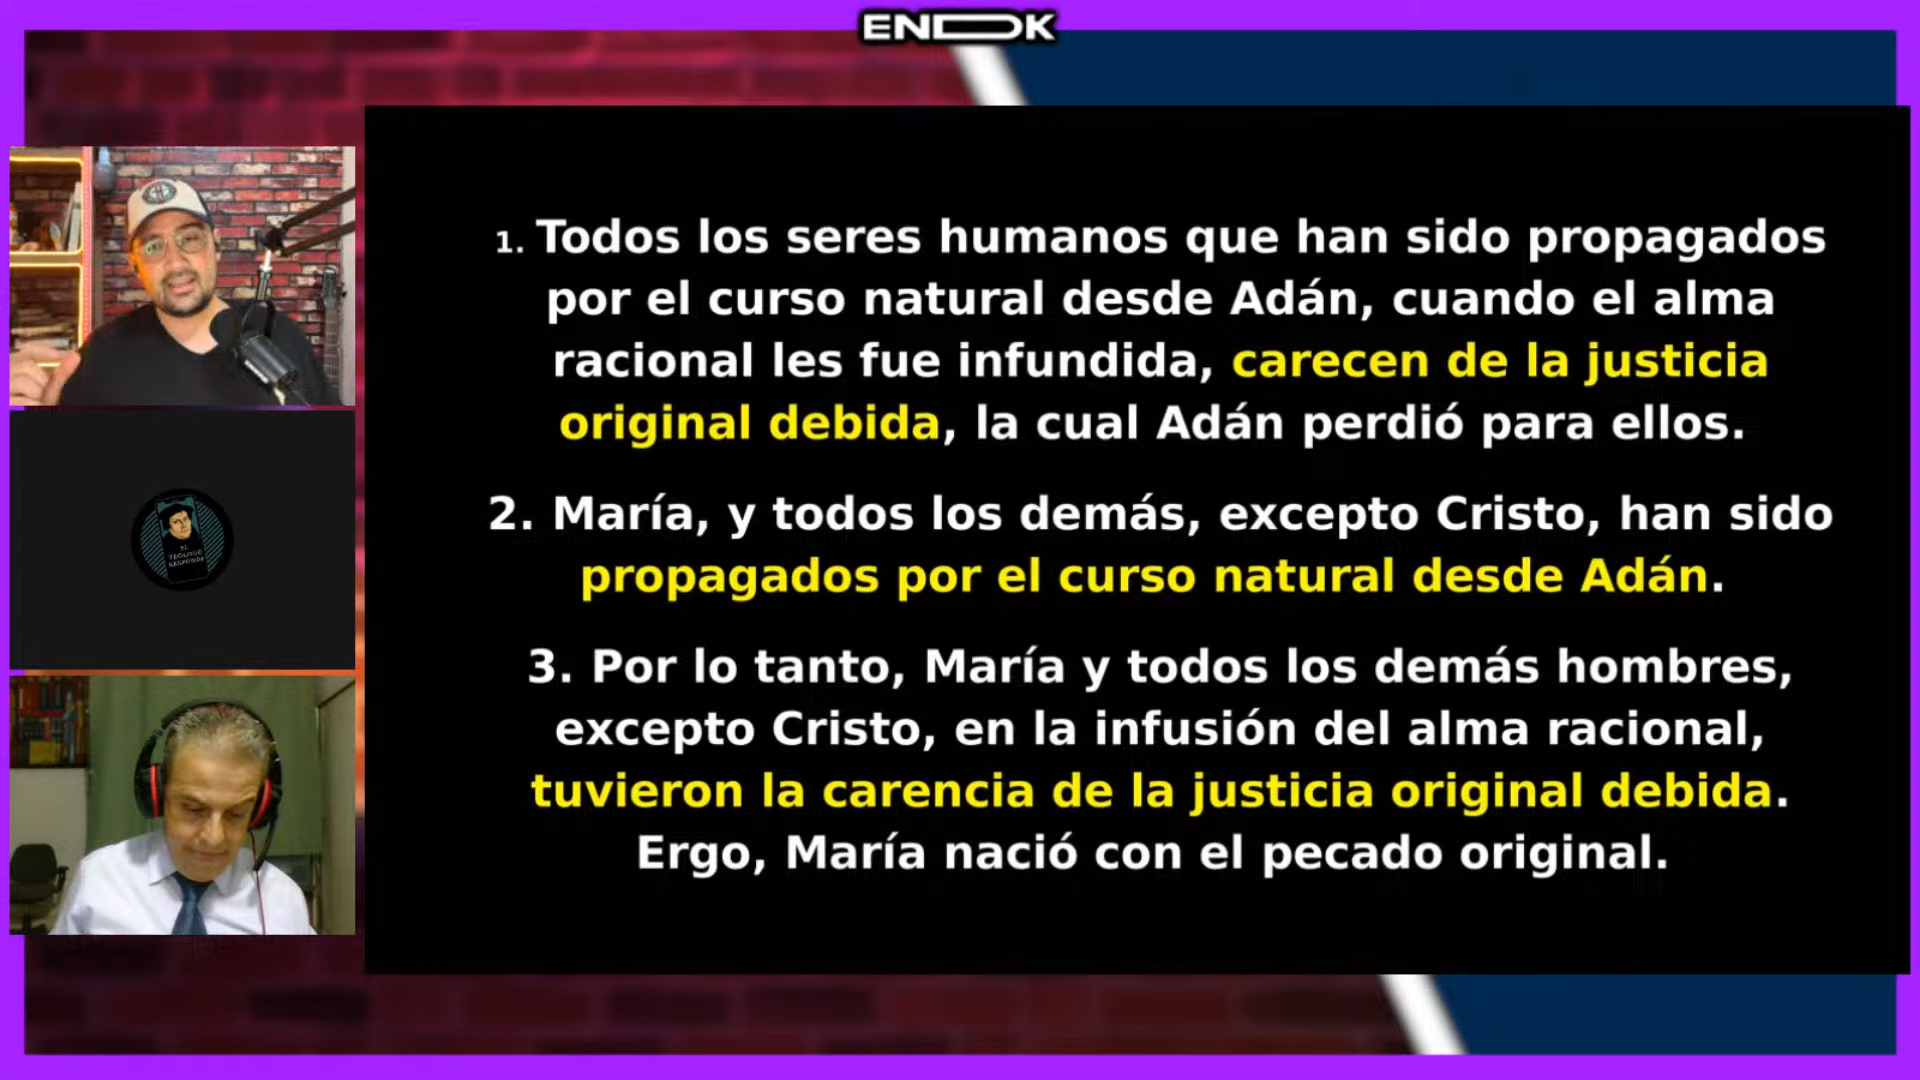 ENDK
1. Todos los seres humanos que han sido propagados
por el curso natural desde Adán, cuando el alma
racional les fue infundida, carecen de la justicia
original debida, la cual Adán perdió para ellos.
2. María, y todos los demás, excepto Cristo, han sido
propagados por el curso natural desde Adán.
3. Por lo tanto, María y todos los demás hombres,
excepto Cristo, en la infusión del alma racional,
tuvieron la carencia de la justicia original debida.
Ergo, María nació con el pecado original.